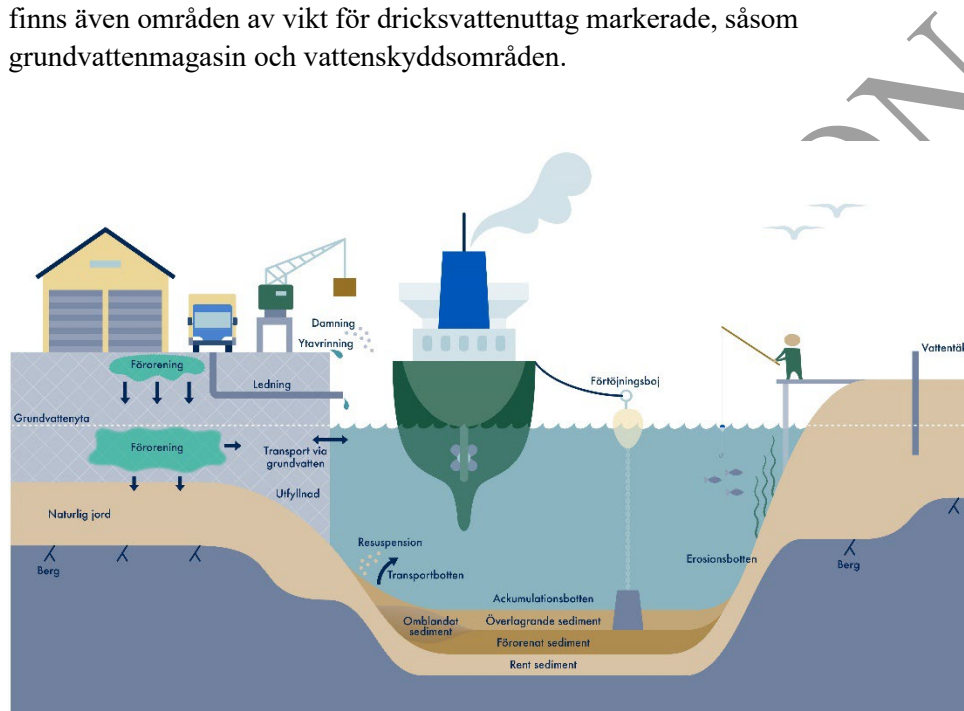 finns även områden av vikt för dricksvattenuttag markerade, såsom
grundvattenmagasin och vattenskyddsområden.
Damning
Ytavrinning
Förorening
Ledning
Förtöjningsboj
Grundvattenyta
Förorening
Transport via
grundvatten
Utfyllnad
Naturlig jord
Resuspension
Transportbotten
Erosionsbotten
Berg
Berg
Ackumulationsbotten
Omblandat
sediment
Överlagrande sediment
Förorenat sediment
Rent sediment